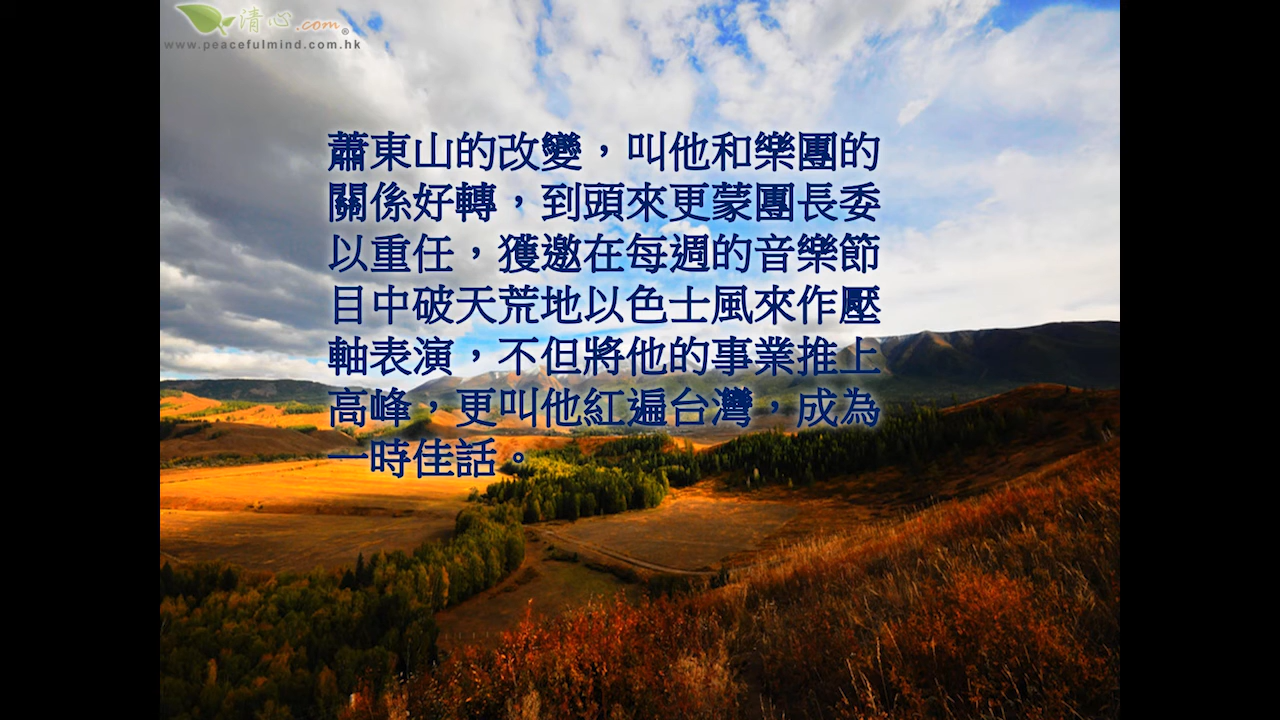 清心.com®
www.peacefulmind.com.hk
蕭東山的改變，叫他和樂團的
關係好轉，到頭來更蒙團長委
以重任，獲邀在每週的音樂節
目中破天荒地以色士風來作壓
軸表演，不但將他的事業推上
高峰，更叫他紅遍台灣，成為
一時佳話。